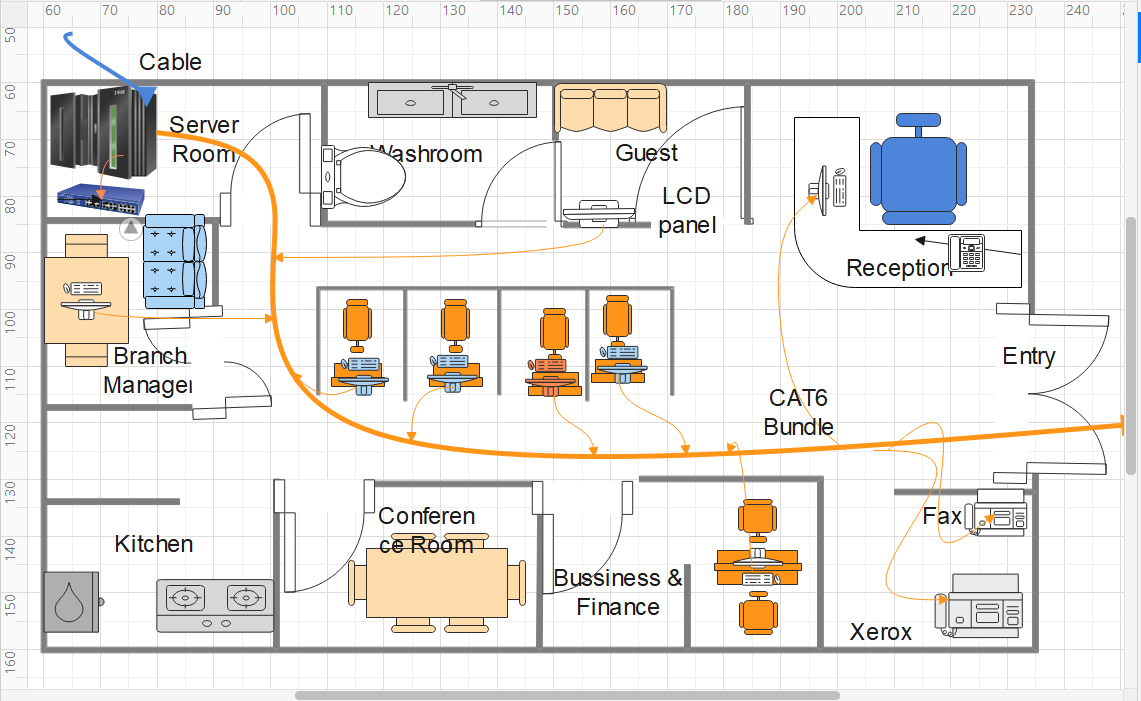 60 70 80 90 100 110 120 130 140 150 160 170 180 190 200 210 220 230 240
50
60
70
80
90
100
110
120
130
140
150
160
Cable
Server
Room
Washroom
Guest
LCD
panel
Reception
Branch
Manager
Entry
CAT6
Bundle
Kitchen
Conferen
ce Room
Bussiness &
Finance
Fax
Xerox